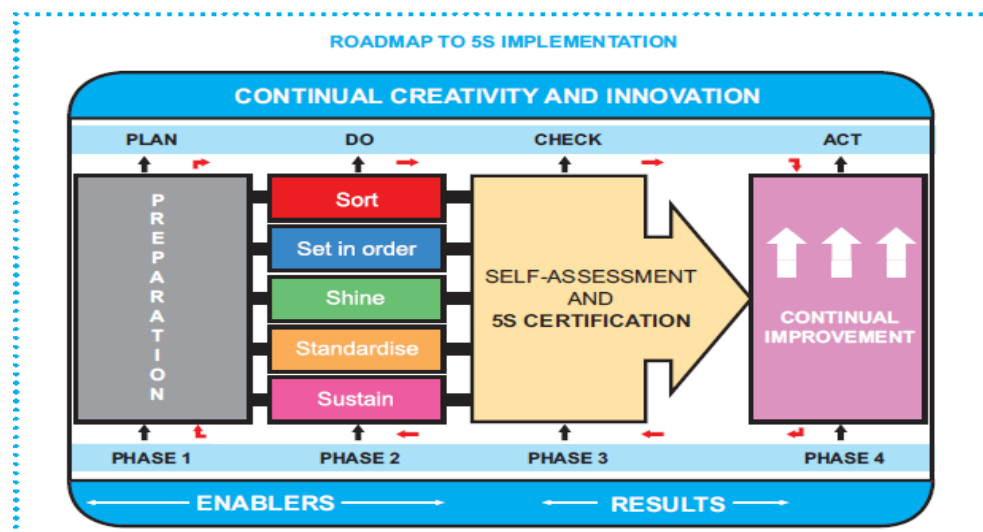 ROADMAP TO 5S IMPLEMENTATION
CONTINUAL CREATIVITY AND INNOVATION
PLAN DO CHECK ACT
PREPARATION
Sort
Set in order
Shine
Standardise
Sustain
SELF-ASSESSMENT
AND
5S CERTIFICATION
CONTINUAL
IMPROVEMENT
PHASE 1 PHASE 2 PHASE 3 PHASE 4
ENABLERS RESULTS